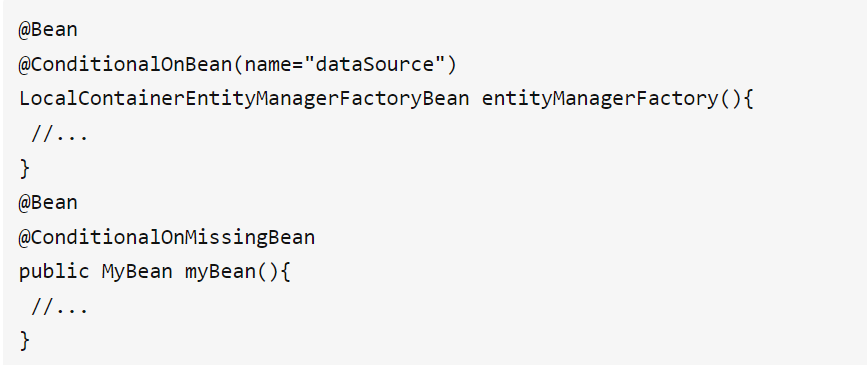 @Bean
@ConditionalOnBean(name="dataSource")
LocalContainerEntityManagerFactoryBean entityManagerFactory(){
 //...
}
@Bean
@ConditionalOnMissingBean
public MyBean myBean(){
 //...
}